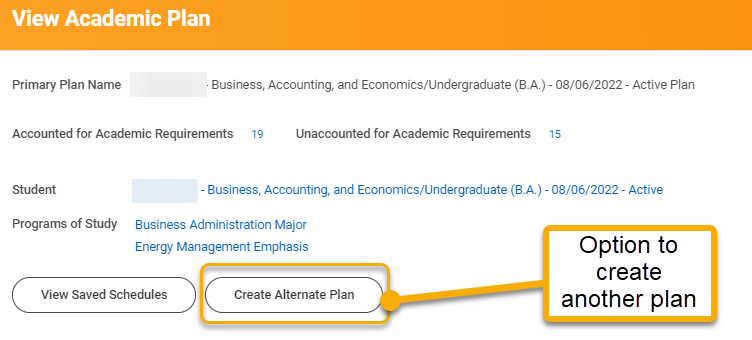 View Academic Plan
Primary Plan Name - Business, Accounting, and Economics/Undergraduate (B.A.) - 08/06/2022 - Active Plan
Accounted for Academic Requirements 19 Unaccounted for Academic Requirements 15
Student - Business, Accounting, and Economics/Undergraduate (B.A.) - 08/06/2022 - Active
Programs of Study Business Administration Major
Energy Management Emphasis
View Saved Schedules Create Alternate Plan
Option to
create
another plan